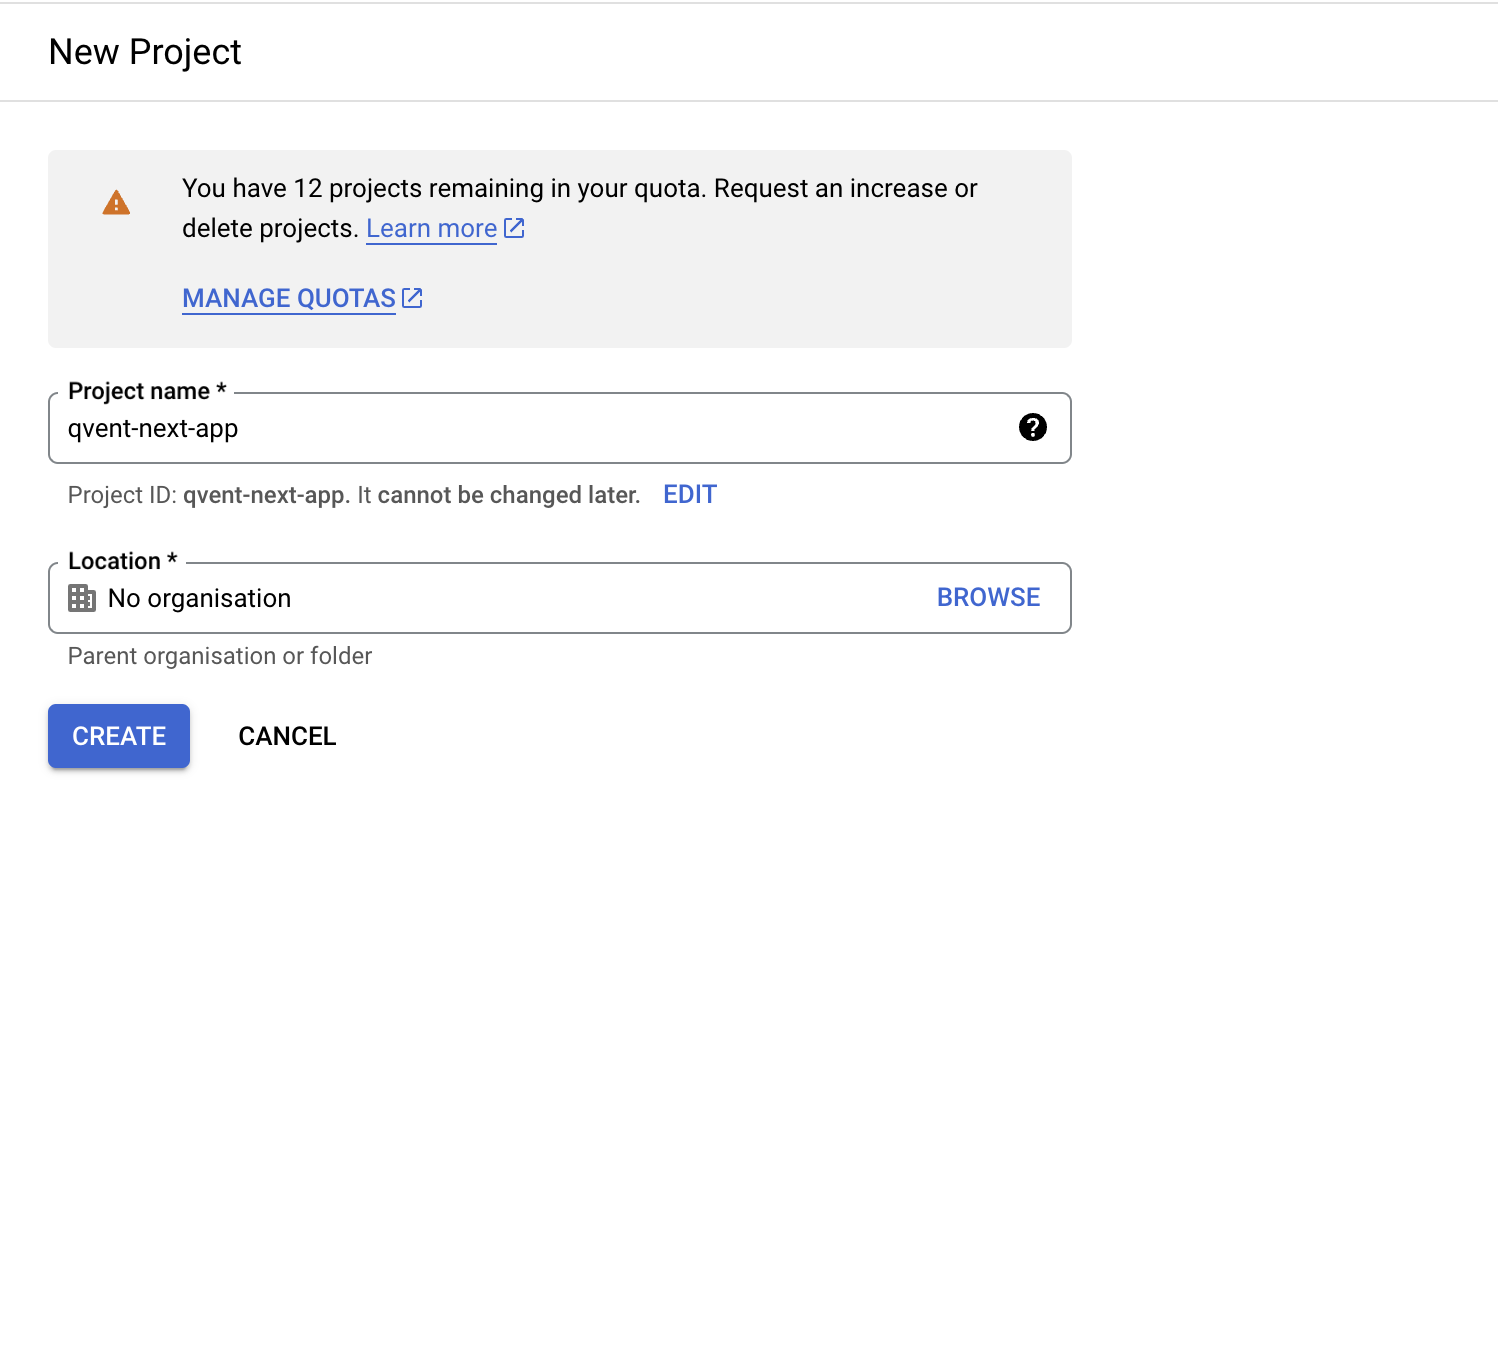 New Project
You have 12 projects remaining in your quota. Request an increase or
delete projects. Learn more
MANAGE QUOTAS
Project name *
qvent-next-app
Project ID: qvent-next-app. It cannot be changed later. EDIT
Location *
No organisation BROWSE
Parent organisation or folder
CREATE CANCEL